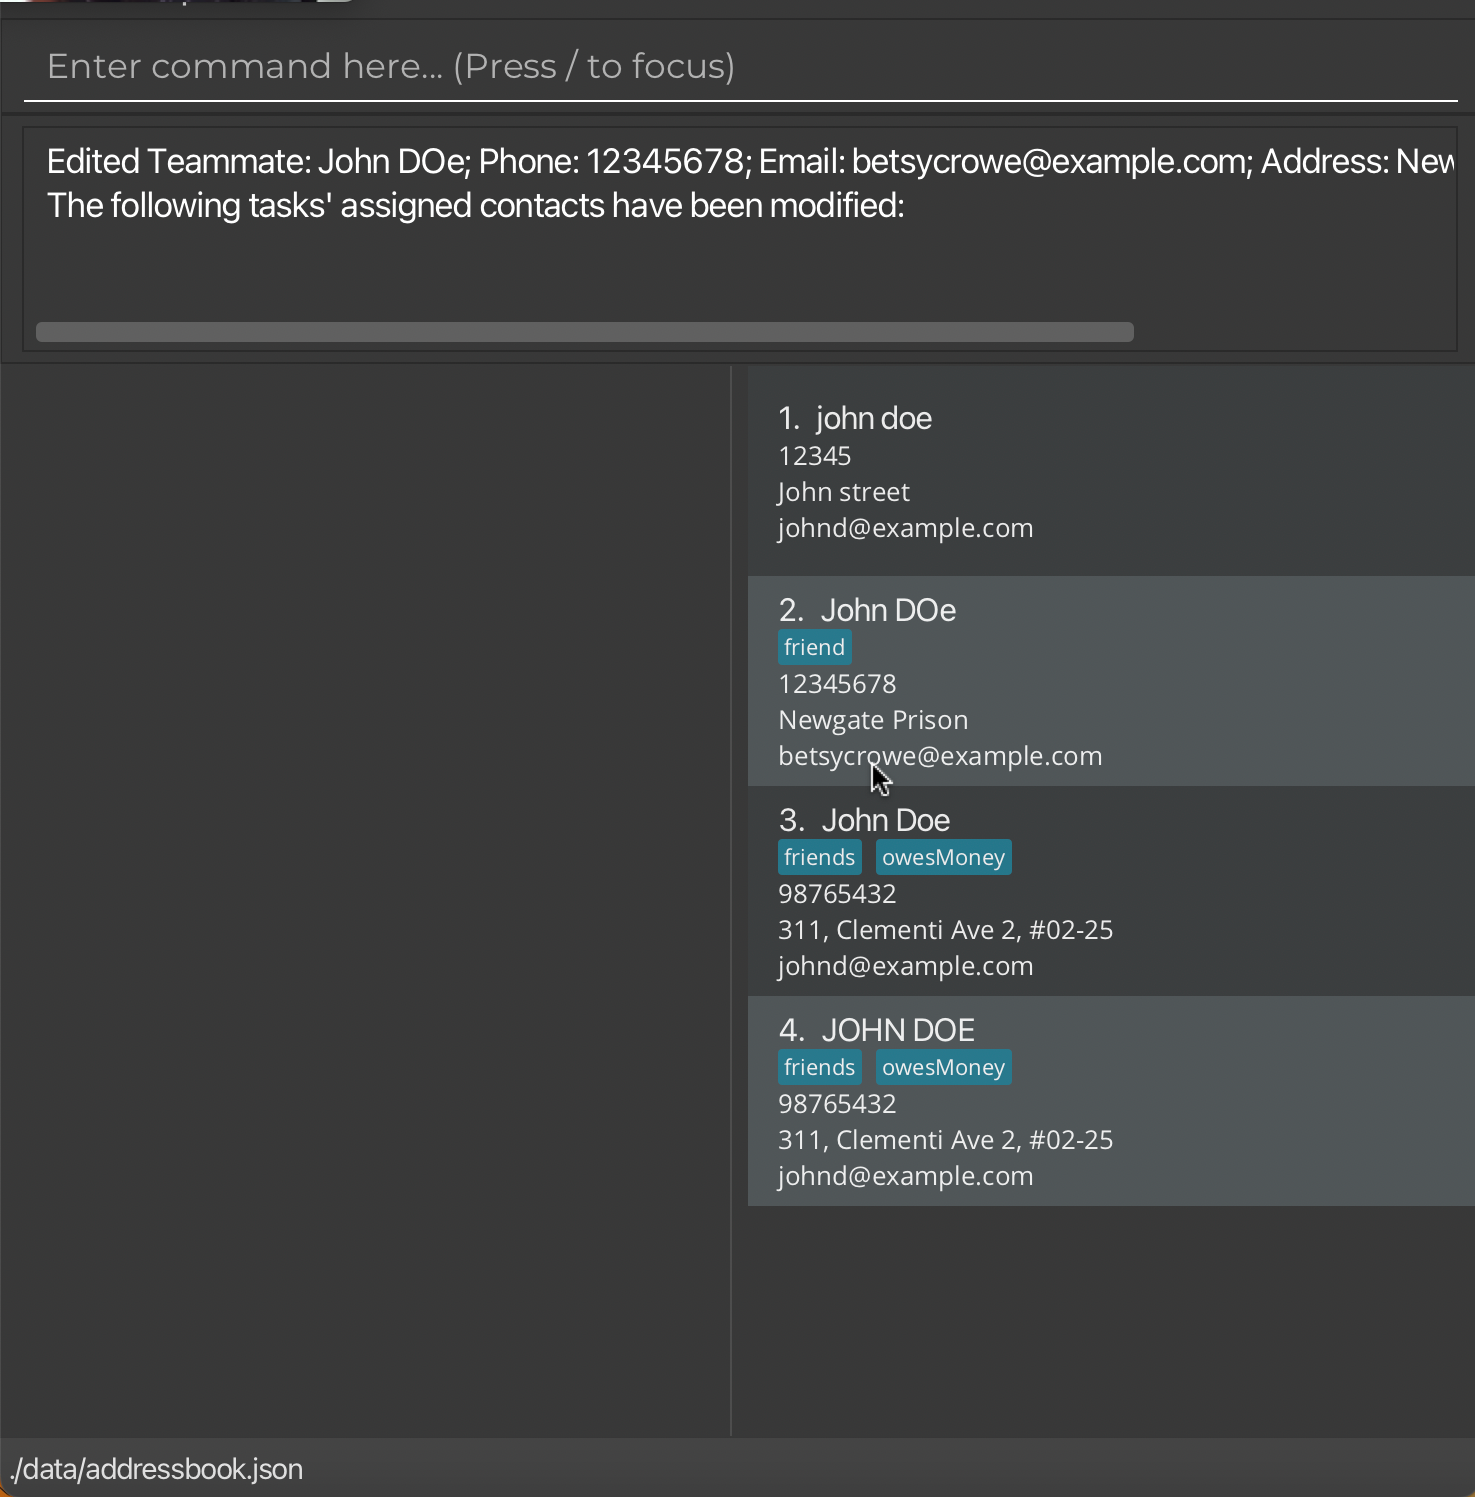 Enter command here... (Press / to focus)
Edited Teammate: John DOe; Phone: 12345678; Email: betsycrowe@example.com; Address: New
The following tasks' assigned contacts have been modified:
1. john doe
12345
John street
johnd@example.com
2. John DOe
friend
12345678
Newgate Prison
betsycrowe@example.com
3. John Doe
friends owesMoney
98765432
311, Clementi Ave 2, #02-25
johnd@example.com
4. JOHN DOE
friends owesMoney
98765432
311, Clementi Ave 2, #02-25
johnd@example.com
./data/addressbook.json